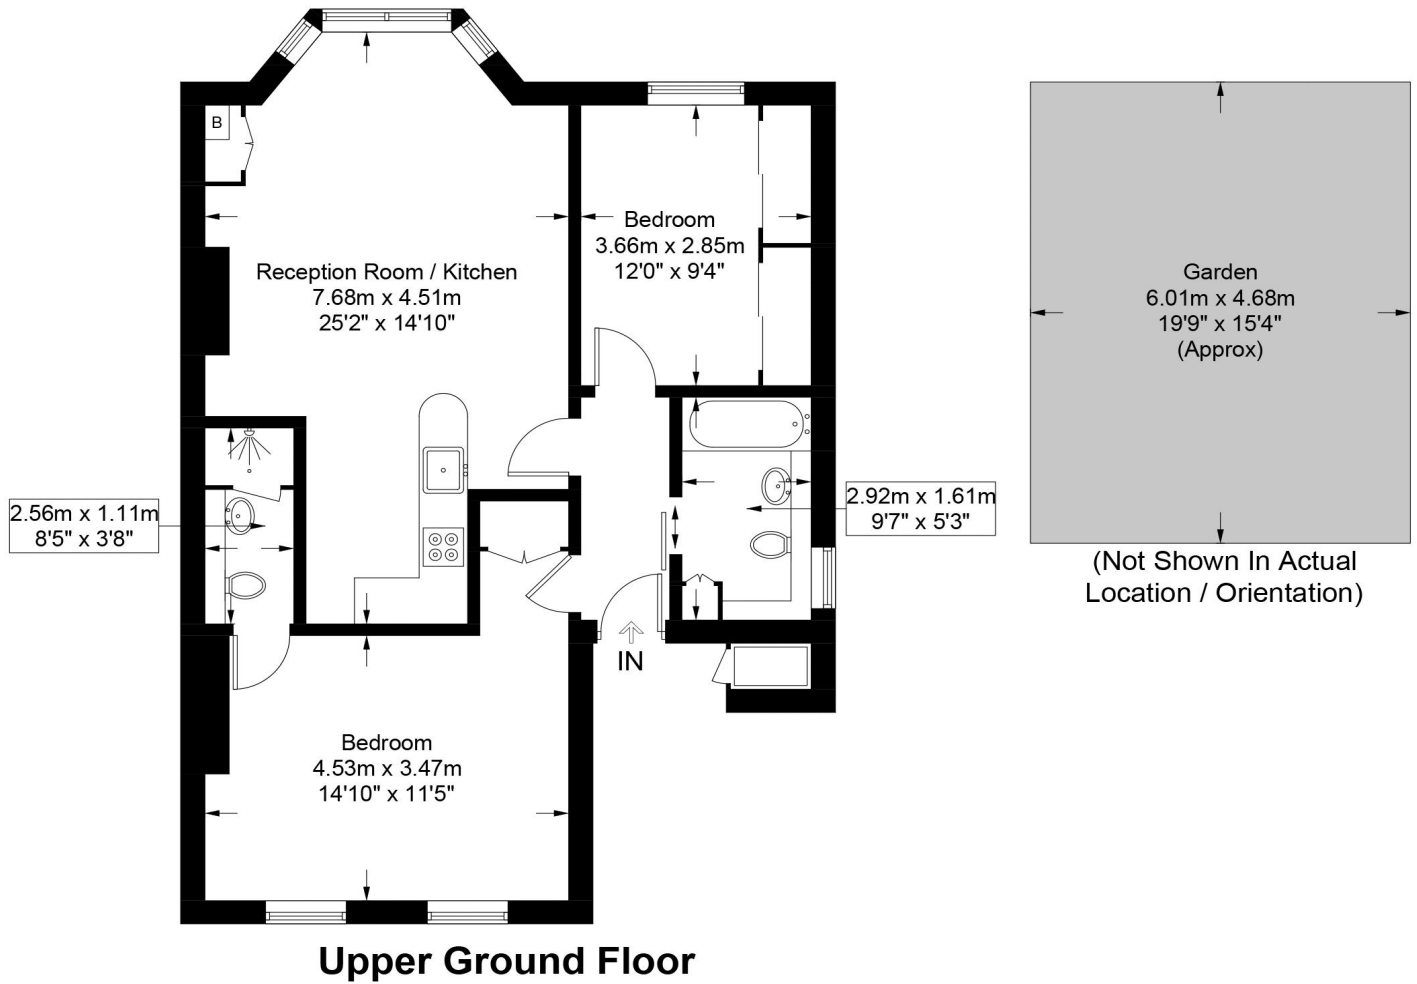 B
Reception Room / Kitchen
7.68m x 4.51m
25'2" x 14'10"
Bedroom
3.66m x 2.85m
12'0" x 9'4"
Garden
6.01m x 4.68m
19'9" x 15'4"
(Approx)
(Not Shown In Actual
Location / Orientation)
2.56m x 1.11m
8'5" x 3'8"
2.92m x 1.61m
9'7" x 5'3"
IN
Bedroom
4.53m x 3.47m
14'10" x 11'5"
Upper Ground Floor